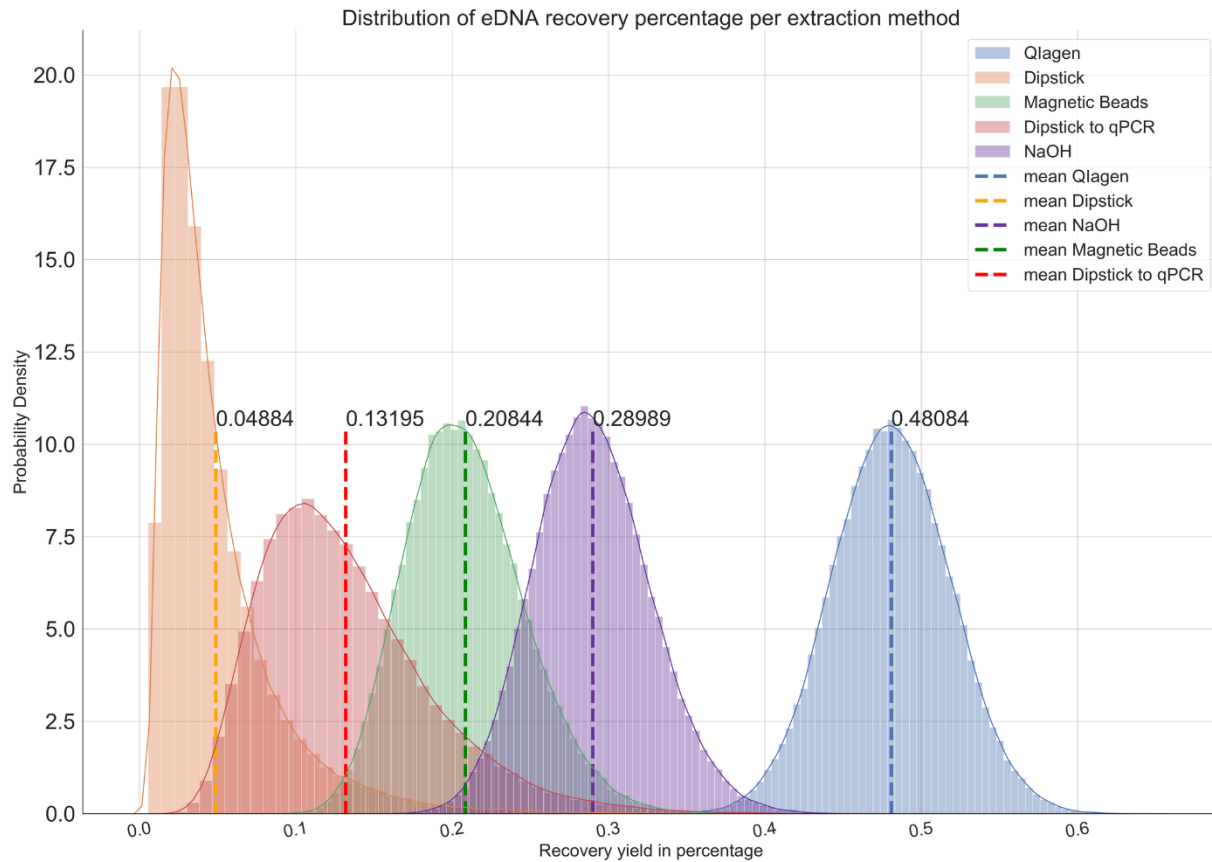 Distribution of eDNA recovery percentage per extraction method
QIagen
Dipstick
Magnetic Beads
Dipstick to qPCR
NaOH
mean QIagen
mean Dipstick
mean NaOH
mean Magnetic Beads
mean Dipstick to qPCR
20.0
17.5
15.0
12.5
10.0
7.5
5.0
2.5
0.0
Probability Density
0.04884
0.13195
0.20844
0.28989
0.48084
0.0
0.1
0.2
0.3
0.4
0.5
0.6
Recovery yield in percentage